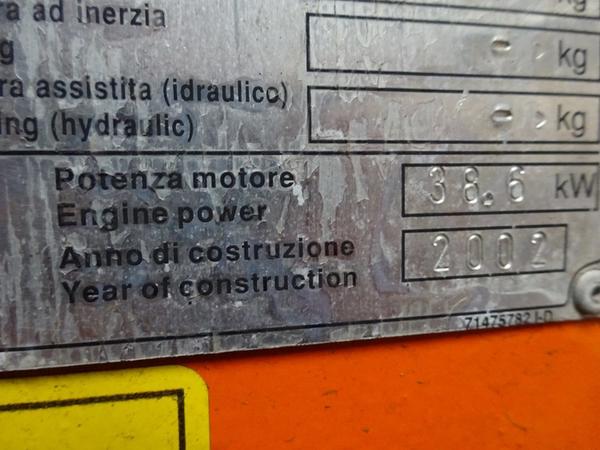 ra ad inerzia
g
- kg
ra assistita (idraulico)
ing (hydraulic)
- kg
Potenza motore
Engine power
38.6 kW
Anno di costruzione
Year of construction
2002